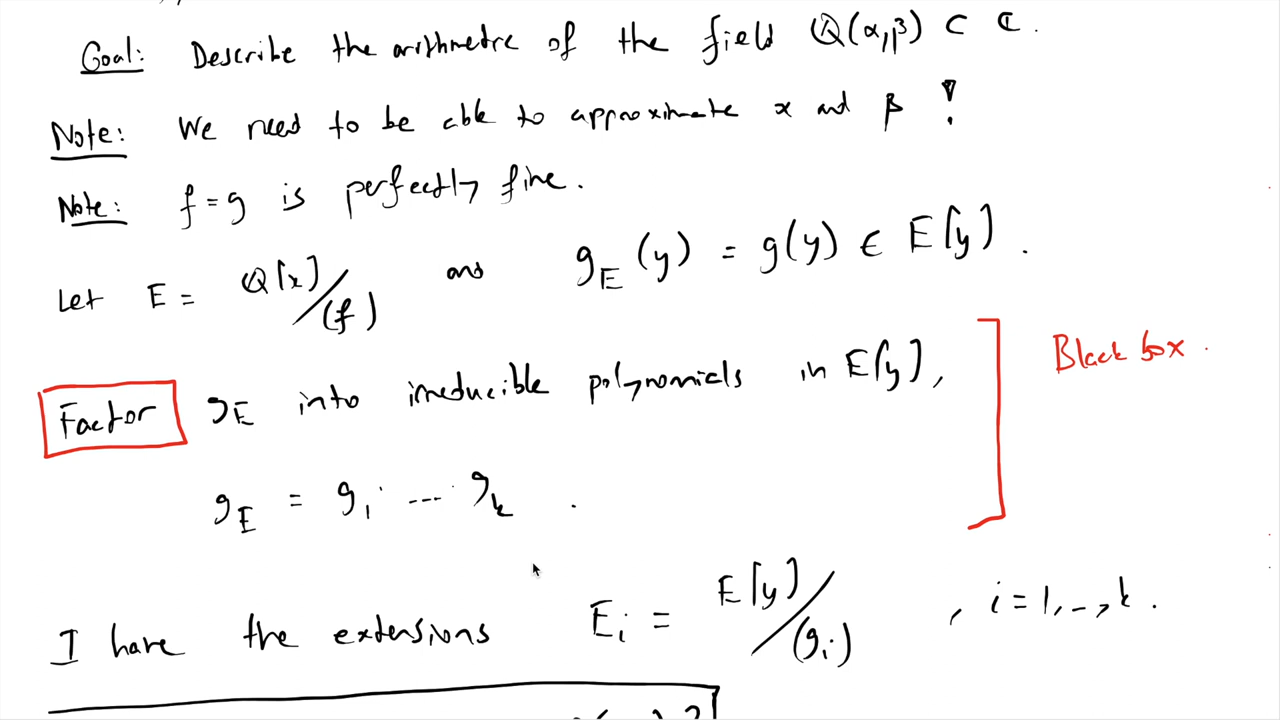 Goal: Describe the arithmetic of the field ℚ(α,β) ⊂ ℂ.
Note: We need to be able to approximate α and β !
Note: f=g is perfectly fine.
Let E = ℚ[x]/(f) and g_E(y) = g(y) ∈ E[y].
Factor g_E into irreducible polynomials in E[y],
Black box.
g_E = g_1 ... g_k.
I have the extensions E_i = E[y]/(g_i), i=1,..,k.